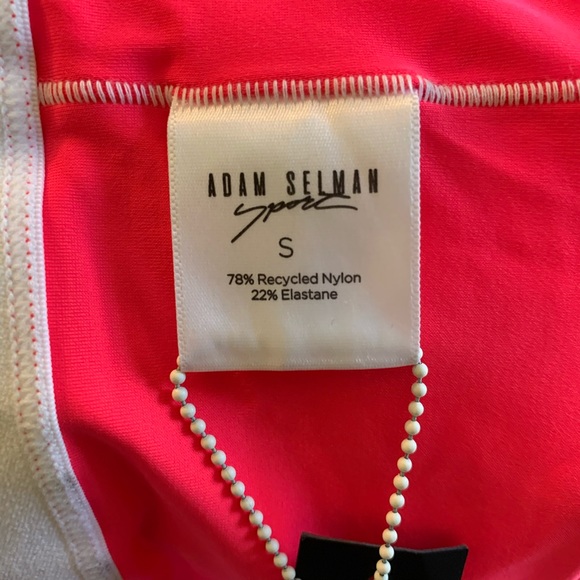 ADAM SELMAN
Sport
S
78% Recycled Nylon
22% Elastane